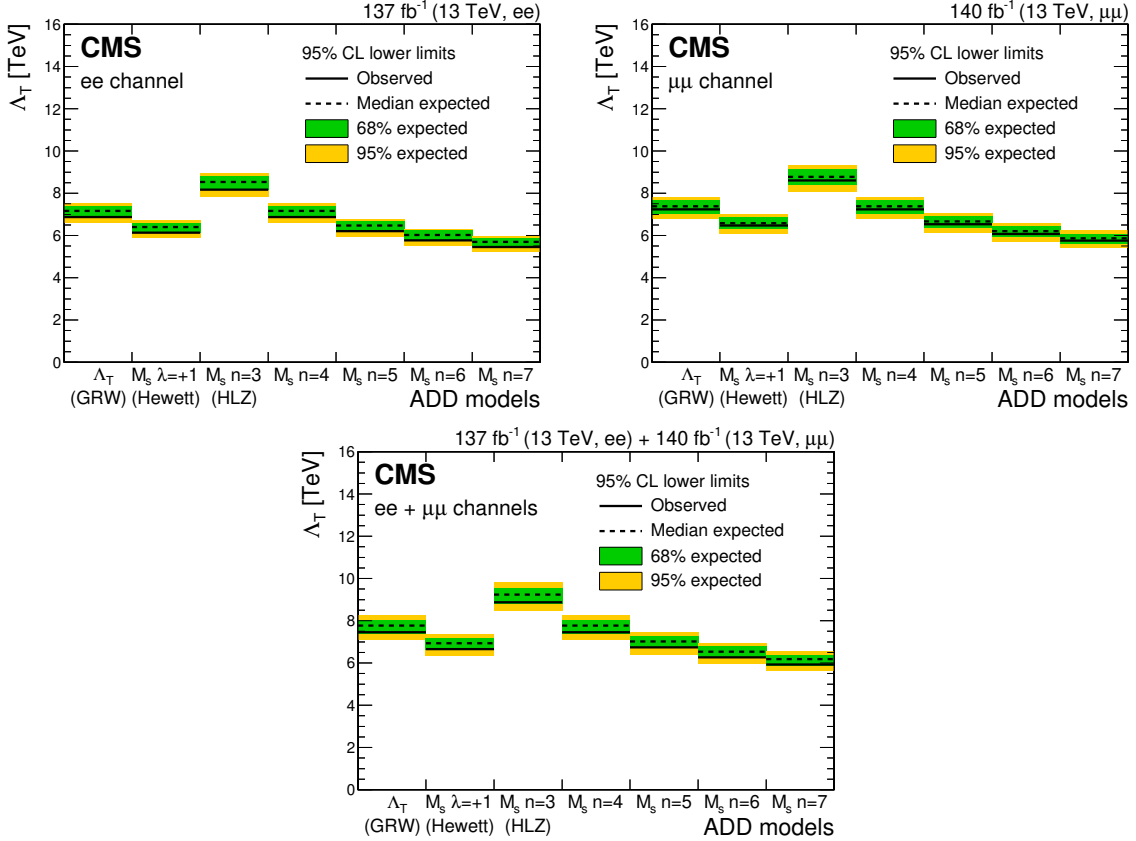 137 fb⁻¹ (13 TeV, ee)
Λ_T [TeV]
16
14
12
10
8
6
4
2
0
CMS
ee channel
95% CL lower limits
Observed
Median expected
68% expected
95% expected
Λ_T M_s λ=+1 M_s n=3 M_s n=4 M_s n=5 M_s n=6 M_s n=7
(GRW) (Hewett) (HLZ)
ADD models
140 fb⁻¹ (13 TeV, μμ)
Λ_T [TeV]
16
14
12
10
8
6
4
2
0
CMS
μμ channel
95% CL lower limits
Observed
Median expected
68% expected
95% expected
Λ_T M_s λ=+1 M_s n=3 M_s n=4 M_s n=5 M_s n=6 M_s n=7
(GRW) (Hewett) (HLZ)
ADD models
137 fb⁻¹ (13 TeV, ee) + 140 fb⁻¹ (13 TeV, μμ)
Λ_T [TeV]
16
14
12
10
8
6
4
2
0
CMS
ee + μμ channels
95% CL lower limits
Observed
Median expected
68% expected
95% expected
Λ_T M_s λ=+1 M_s n=3 M_s n=4 M_s n=5 M_s n=6 M_s n=7
(GRW) (Hewett) (HLZ)
ADD models